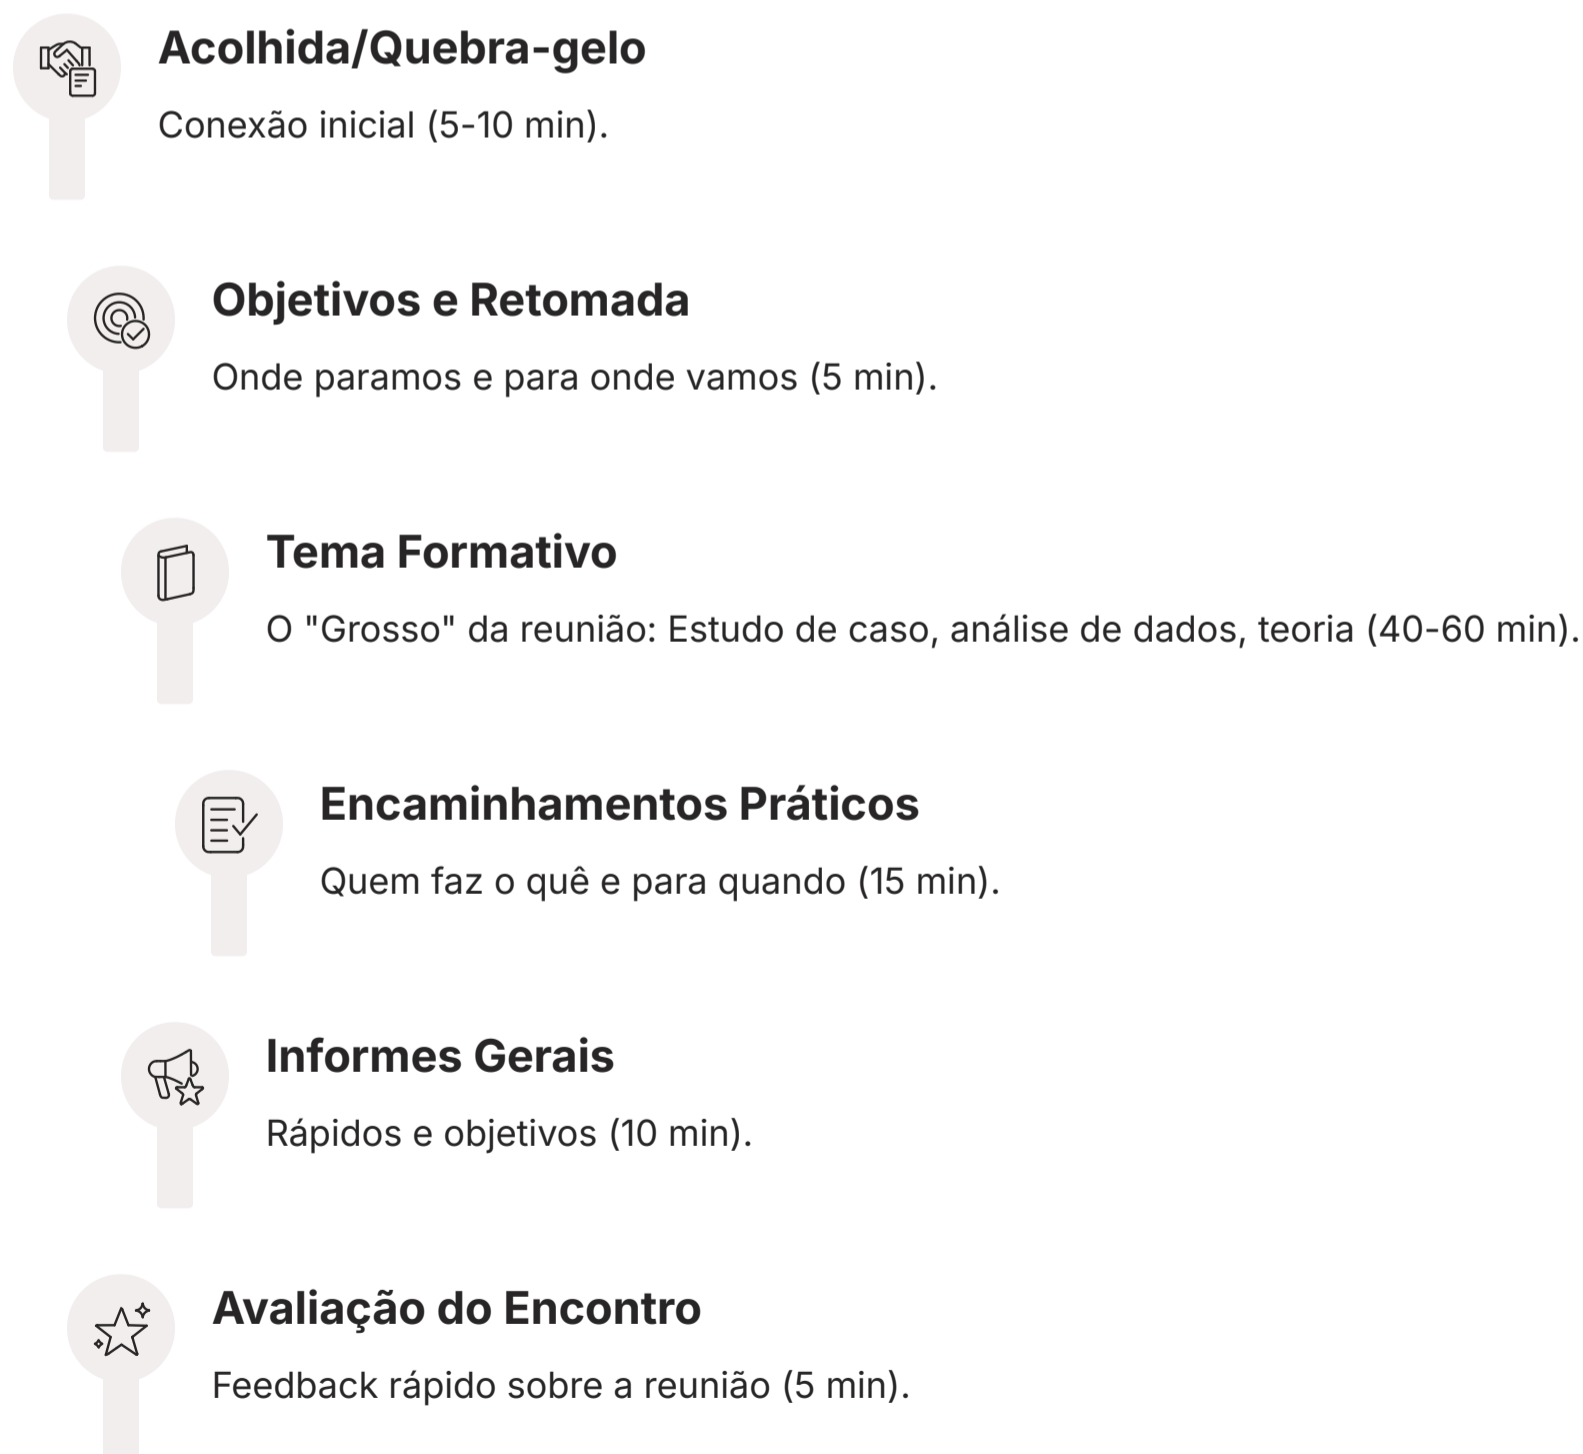 Acolhida/Quebra-gelo
Conexão inicial (5-10 min).
Objetivos e Retomada
Onde paramos e para onde vamos (5 min).
Tema Formativo
O "Grosso" da reunião: Estudo de caso, análise de dados, teoria (40-60 min).
Encaminhamentos Práticos
Quem faz o quê e para quando (15 min).
Informes Gerais
Rápidos e objetivos (10 min).
Avaliação do Encontro
Feedback rápido sobre a reunião (5 min).